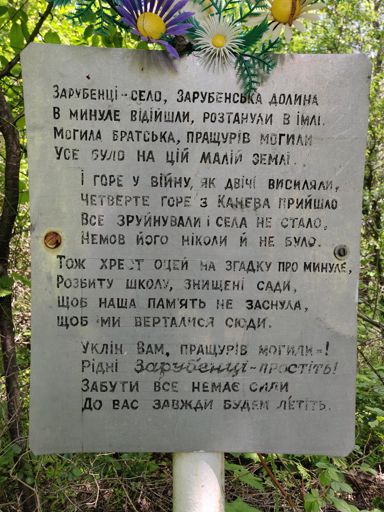 Зарубенці - село, Зарубенська долина
В минуле відійшли, розтанули в імлі.
Могила братська, пращурів могили
Усе було на цій малій землі...
І горе у війну, як двічі висиляли,
Четверте горе з Канева прийшло
Все зруйнували і села не стало,
Немов його ніколи й не було.
Тож хрест оцей на згадку про минуле,
Розбиту школу, знищені сади,
Щоб наша пам'ять не заснула,
Щоб ми верталися сюди.
Уклін Вам, пращурів могили-!
Рідні Зарубенці - простіть!
Забути все немає сили
До вас завжди будем летіть.